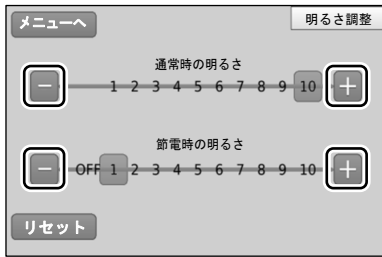 メニューへ 明るさ調整
通常時の明るさ
− 1 2 3 4 5 6 7 8 9 10 +
節電時の明るさ
− OFF 1 2 3 4 5 6 7 8 9 10 +
リセット